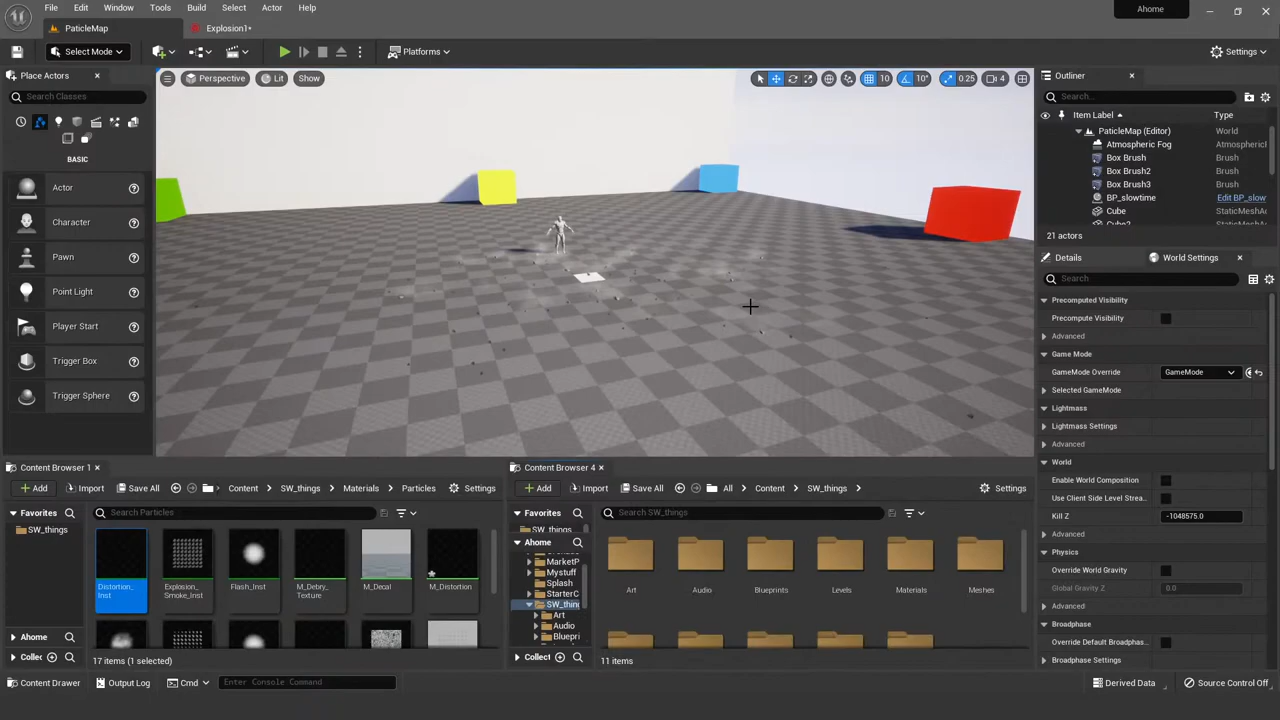 File Edit Window Tools Build Select Actor Help
Ahome
PaticleMap Explosion1•
Select Mode Platforms Settings
Place Actors
Search Classes
BASIC
Actor
Character
Pawn
Point Light
Player Start
Trigger Box
Trigger Sphere
Perspective Lit Show
10 10° 0.25 4
Outliner
Search...
Item Label Type
PaticleMap (Editor) World
Atmospheric Fog Atmospheric
Box Brush Brush
Box Brush2 Brush
Box Brush3 Brush
BP_slowtime Edit BP_slow
Cube StaticMeshA
21 actors
Details World Settings
Search
Precomputed Visibility
Precompute Visibility
Advanced
Game Mode
GameMode Override GameMode
Selected GameMode
Lightmass
Lightmass Settings
Advanced
World
Enable World Composition
Use Client Side Level Strea...
Kill Z -1048575.0
Advanced
Physics
Override World Gravity
Global Gravity Z 0.0
Advanced
Broadphase
Override Default Broadphas...
Broadphase Settings
Content Browser 1
Add Import Save All Content SW_things Materials Particles Settings
Favorites
SW_things
Search Particles
Distortion_
Inst
Explosion_
Smoke_Inst
Flash_Inst
M_Debry_
Texture
M_Decal
M_Distortion
Ahome
Collec
17 items (1 selected)
Content Browser 4
Add Import Save All All Content SW_things Settings
Favorites
SW_things
Ahome
MarketP
Mystuff
Splash
StarterC
SW_thin
Art
Audio
Bluepri
Collect
Search SW_things
Art Audio Blueprints Levels Materials Meshes
11 items
Content Drawer Output Log Cmd Enter Console Command Derived Data Source Control Off